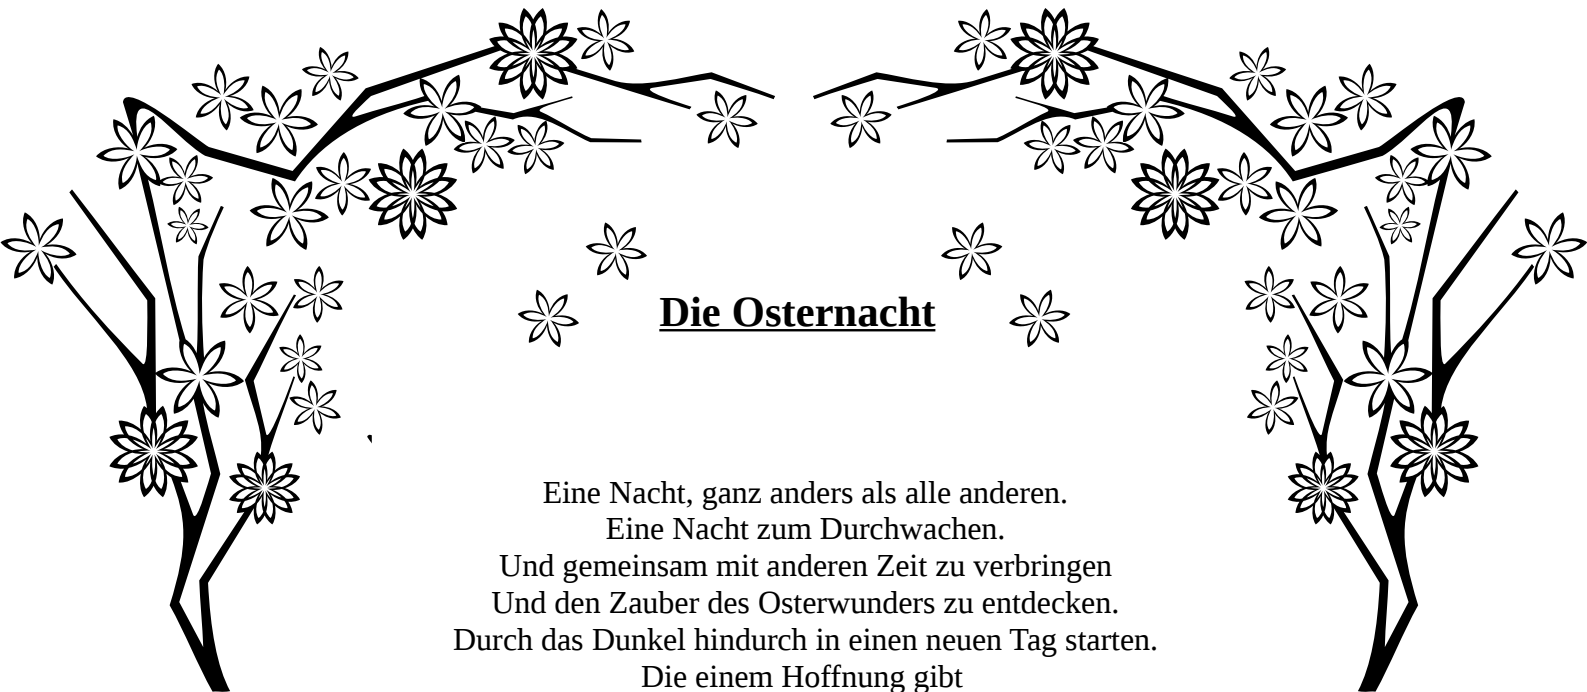 Die Osternacht
Eine Nacht, ganz anders als alle anderen.
Eine Nacht zum Durchwachen.
Und gemeinsam mit anderen Zeit zu verbringen
Und den Zauber des Osterwunders zu entdecken.
Durch das Dunkel hindurch in einen neuen Tag starten.
Die einem Hoffnung gibt